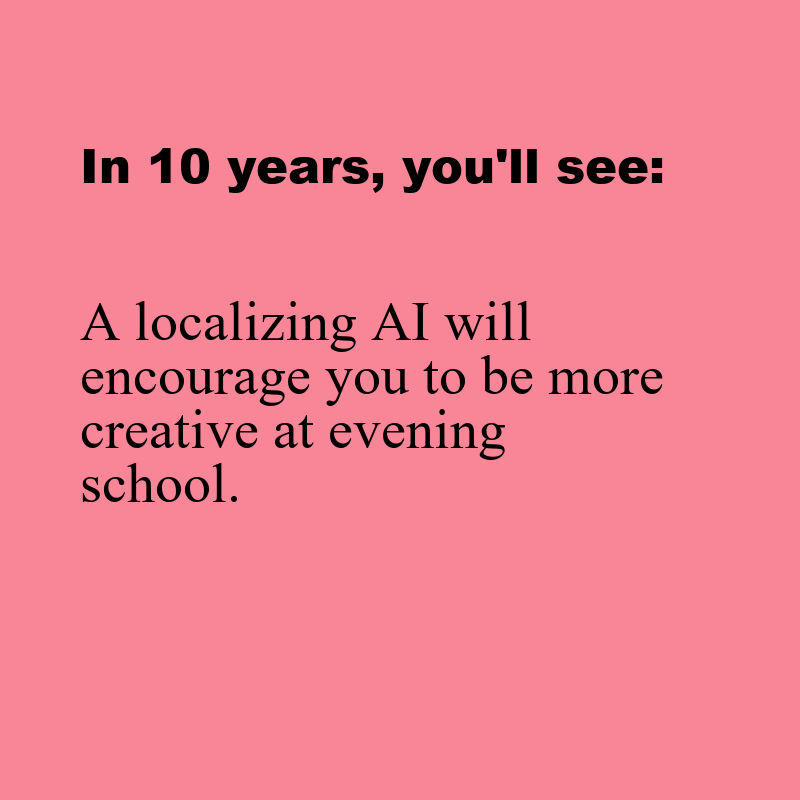 In 10 years, you'll see:
A localizing AI will
encourage you to be more
creative at evening
school.